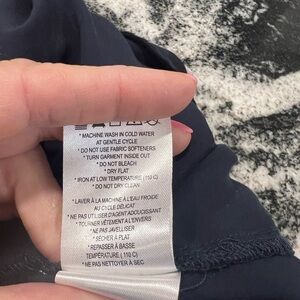 * MACHINE WASH IN COLD WATER
AT GENTLE CYCLE
* DO NOT USE FABRIC SOFTENERS
* TURN GARMENT INSIDE OUT
* DO NOT BLEACH
* DRY FLAT
* IRON AT LOW TEMPERATURE (110 C)
* DO NOT DRY CLEAN
* LAVER À LA MACHINE À L'EAU FROIDE
AU CYCLE DÉLICAT
* NE PAS UTILISER D'AGENT ADOUCISSANT
* TOURNER VÊTEMENTS À L'ENVERS
* NE PAS JAVELLISER
* SÉCHER À PLAT
* REPASSER À BASSE
TEMPÉRATURE (110 C)
* NE PAS NETTOYER À SEC